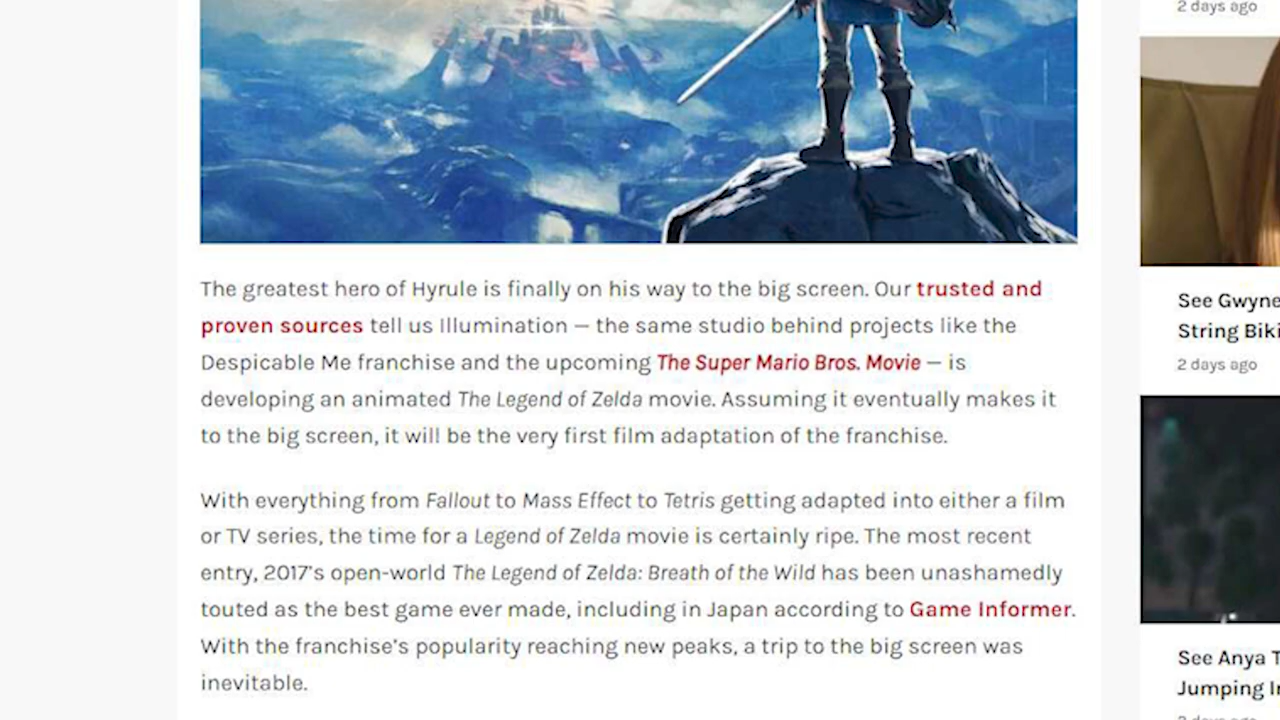 2 days ago
The greatest hero of Hyrule is finally on his way to the big screen. Our trusted and
proven sources tell us Illumination — the same studio behind projects like the
Despicable Me franchise and the upcoming The Super Mario Bros. Movie — is
developing an animated The Legend of Zelda movie. Assuming it eventually makes it
to the big screen, it will be the very first film adaptation of the franchise.
With everything from Fallout to Mass Effect to Tetris getting adapted into either a film
or TV series, the time for a Legend of Zelda movie is certainly ripe. The most recent
entry, 2017's open-world The Legend of Zelda: Breath of the Wild has been unashamedly
touted as the best game ever made, including in Japan according to Game Informer.
With the franchise's popularity reaching new peaks, a trip to the big screen was
inevitable.
See Gwyne
String Biki
2 days ago
See Anya T
Jumping I